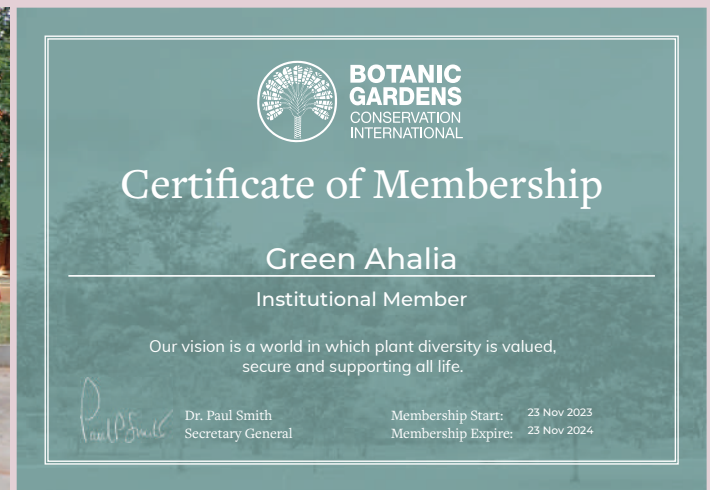 BOTANIC
GARDENS
CONSERVATION
INTERNATIONAL
Certificate of Membership
Green Ahalia
Institutional Member
Our vision is a world in which plant diversity is valued,
secure and supporting all life.
Paul P Smith
Dr. Paul Smith
Secretary General
Membership Start: 23 Nov 2023
Membership Expire: 23 Nov 2024